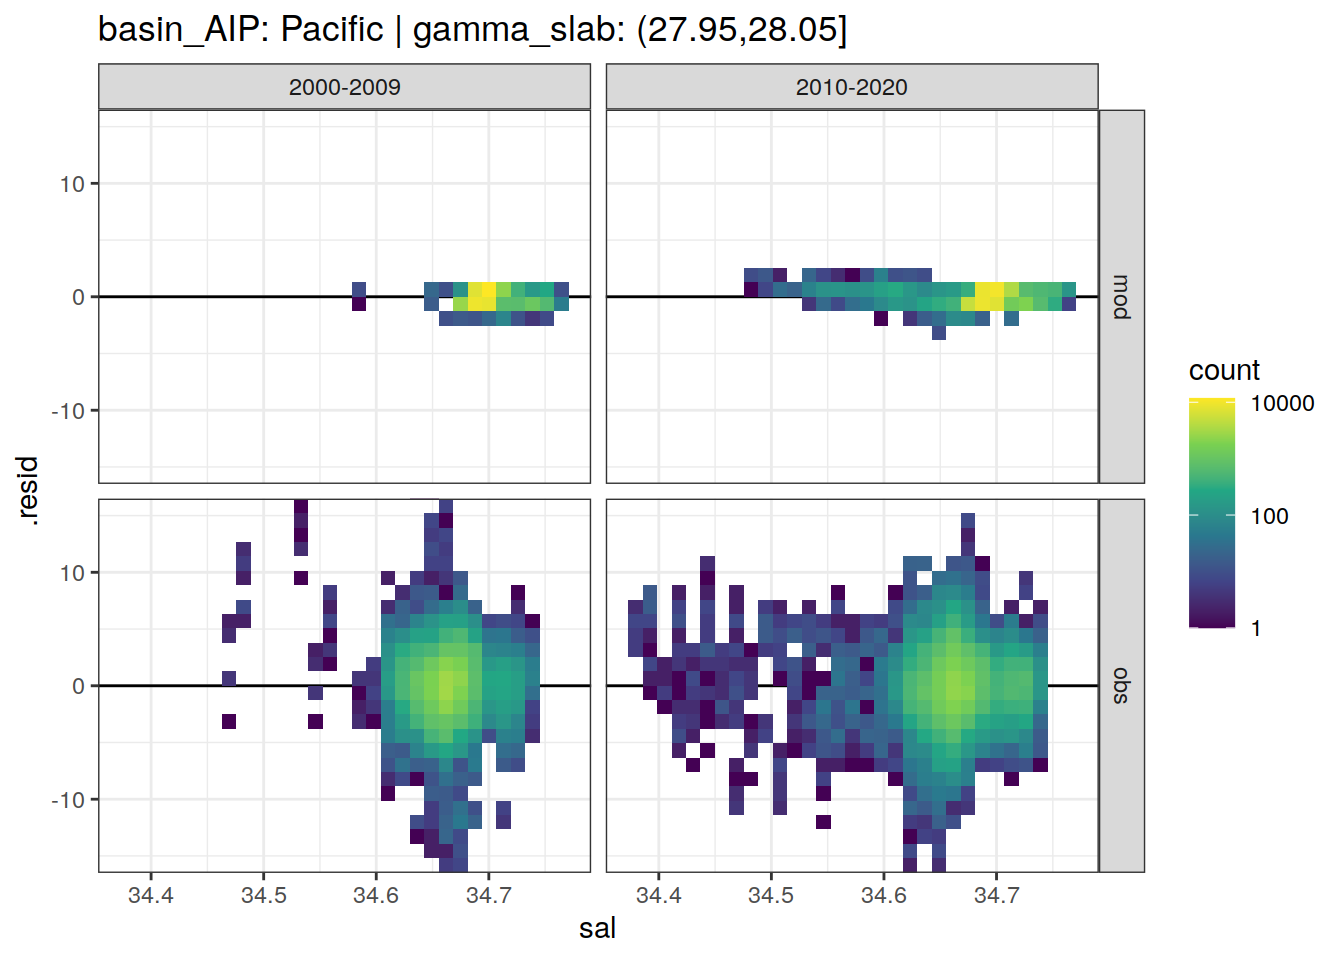 basin_AIP: Pacific | gamma_slab: (27.95,28.05]
2000-2009
2010-2020
10
0
-10
mod
10
0
-10
obs
.resid
34.4 34.5 34.6 34.7
34.4 34.5 34.6 34.7
sal
count
10000
100
1